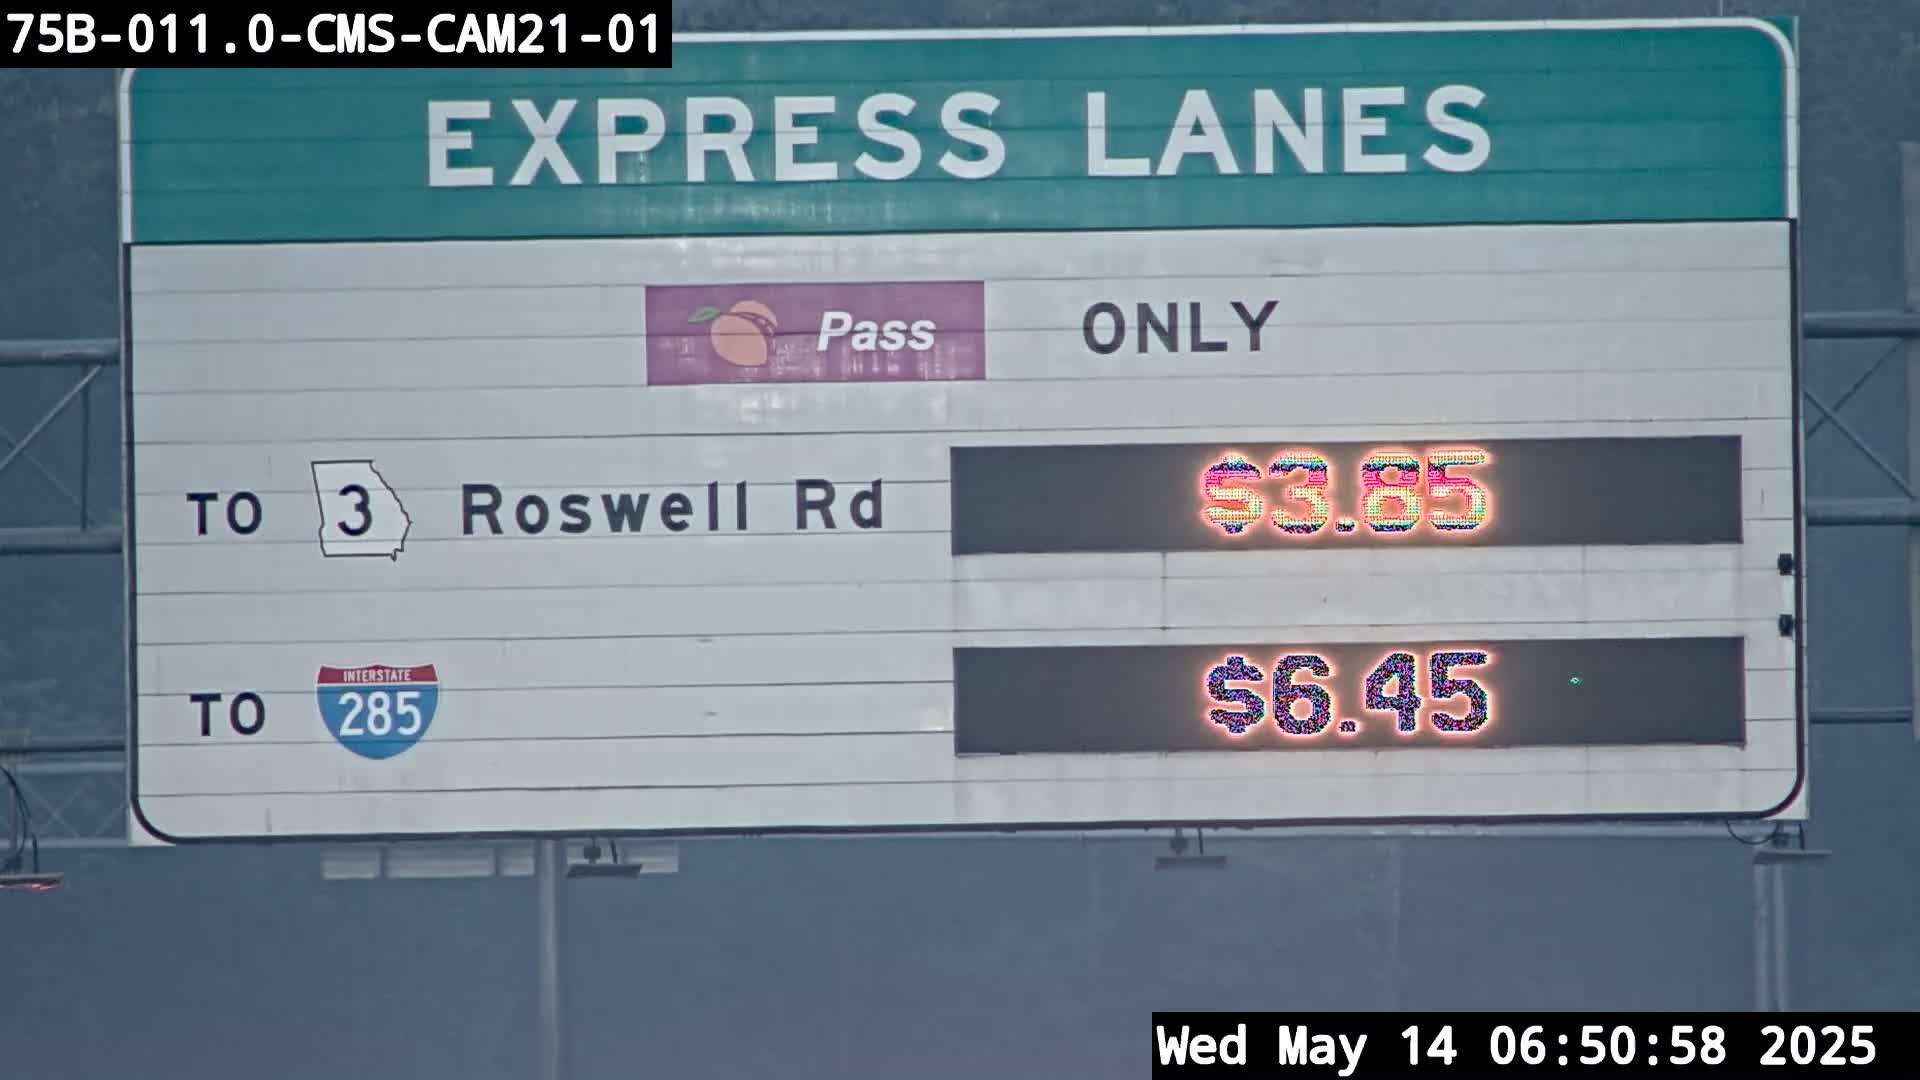 75B-011.0-CMS-CAM21-01
EXPRESS LANES
Pass ONLY
TO 3 Roswell Rd $3.85
TO INTERSTATE 285 $6.45
Wed May 14 06:50:58 2025